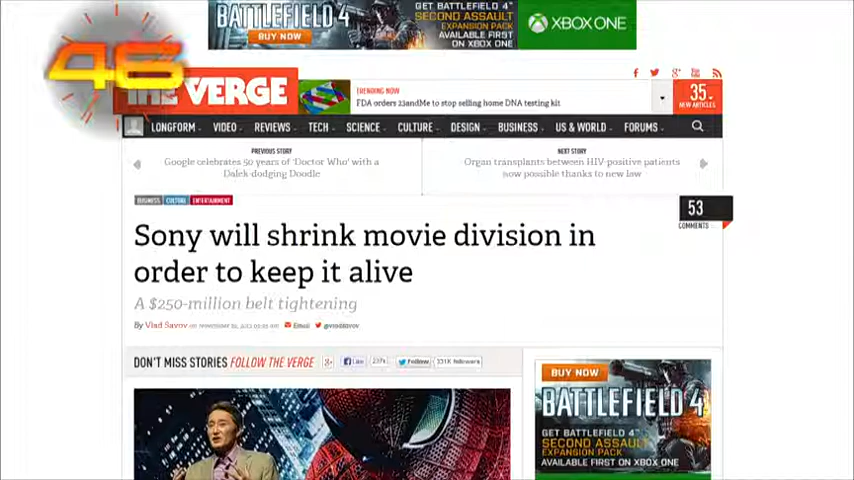 BATTLEFIELD 4
BUY NOW
GET BATTLEFIELD 4™
SECOND ASSAULT
EXPANSION PACK
AVAILABLE FIRST
ON XBOX ONE
XBOX ONE
46
THE VERGE
TRENDING NOW
FDA orders 23andMe to stop selling home DNA testing kit
35
NEW ARTICLES
LONGFORM VIDEO REVIEWS TECH SCIENCE CULTURE DESIGN BUSINESS US & WORLD FORUMS
PREVIOUS STORY
Google celebrates 50 years of 'Doctor Who' with a
Dalek-dodging Doodle
NEXT STORY
Organ transplants between HIV-positive patients
now possible thanks to new law
BUSINESS CULTURE ENTERTAINMENT
53
COMMENTS
Sony will shrink movie division in
order to keep it alive
A $250-million belt tightening
By Vlad Savov on Email @vladsavov
DON'T MISS STORIES FOLLOW THE VERGE Like Follow followers
BUY NOW
BATTLEFIELD 4
GET BATTLEFIELD 4™
SECOND ASSAULT
EXPANSION PACK
AVAILABLE FIRST ON XBOX ONE